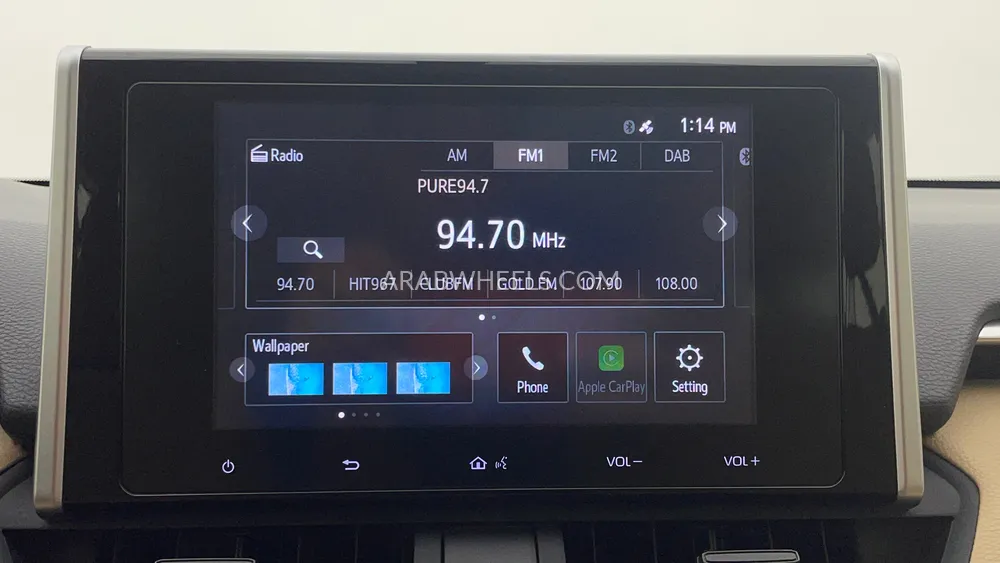 1:14 PM
Radio AM FM1 FM2 DAB
PURE94.7
94.70 MHz
ARABWHEELS.COM
94.70 HIT967 CLUBFM GOLD FM 107.90 108.00
Wallpaper
Phone Apple CarPlay Setting
VOL− VOL+